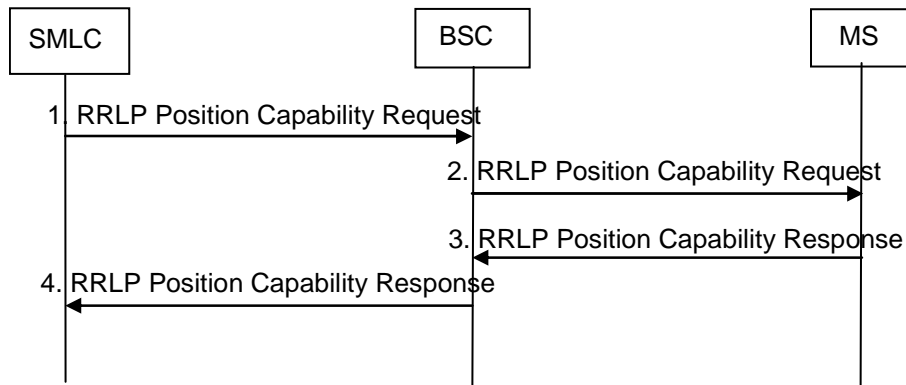 SMLC
BSC
MS
1. RRLP Position Capability Request
2. RRLP Position Capability Request
3. RRLP Position Capability Response
4. RRLP Position Capability Response